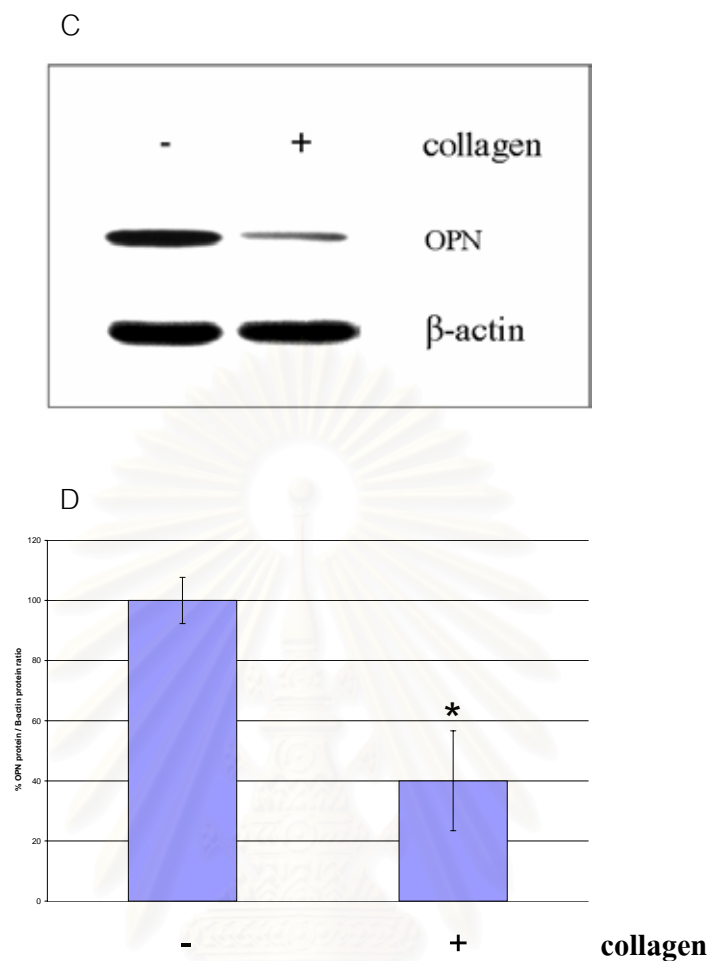 C
- + collagen
OPN
β-actin
D
% OPN protein / B-actin protein ratio
120
100
80
60
40
20
0
*
- + collagen